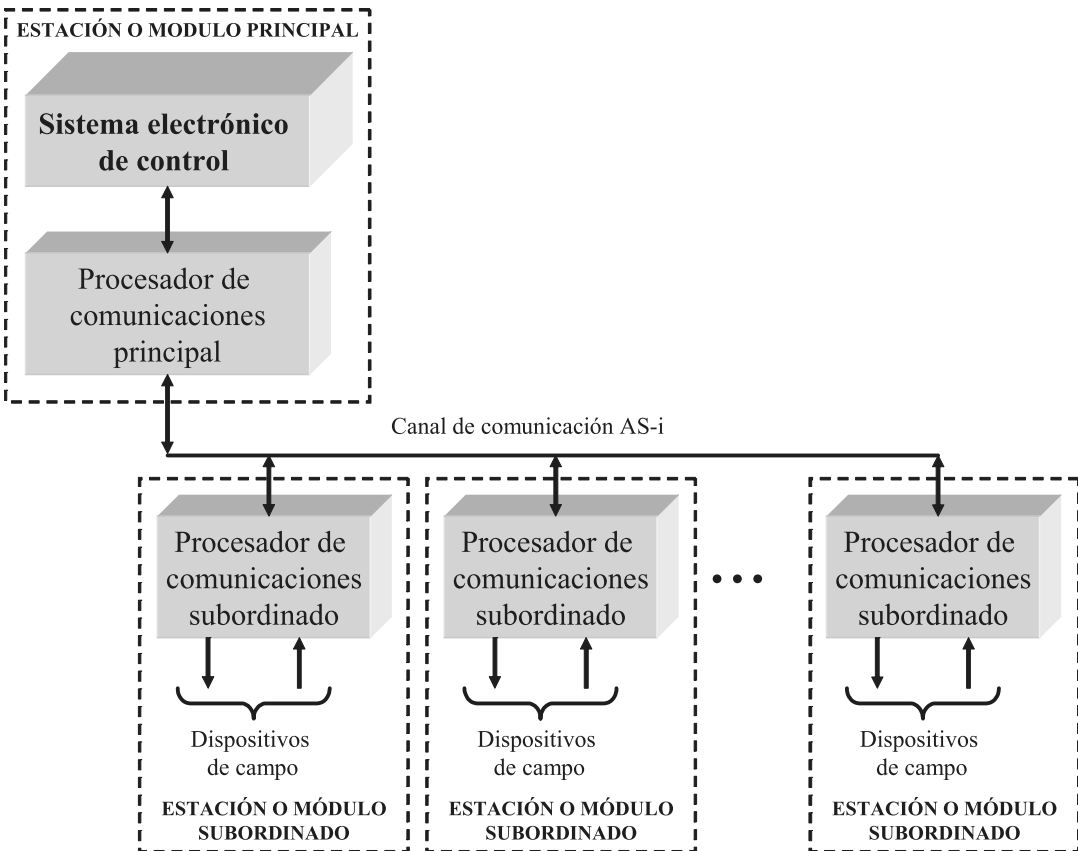 ESTACIÓN O MODULO PRINCIPAL
Sistema electrónico
de control
Procesador de
comunicaciones
principal
Canal de comunicación AS-i
Procesador de
comunicaciones
subordinado
Dispositivos
de campo
ESTACIÓN O MÓDULO
SUBORDINADO
Procesador de
comunicaciones
subordinado
Dispositivos
de campo
ESTACIÓN O MÓDULO
SUBORDINADO
Procesador de
comunicaciones
subordinado
Dispositivos
de campo
ESTACIÓN O MÓDULO
SUBORDINADO